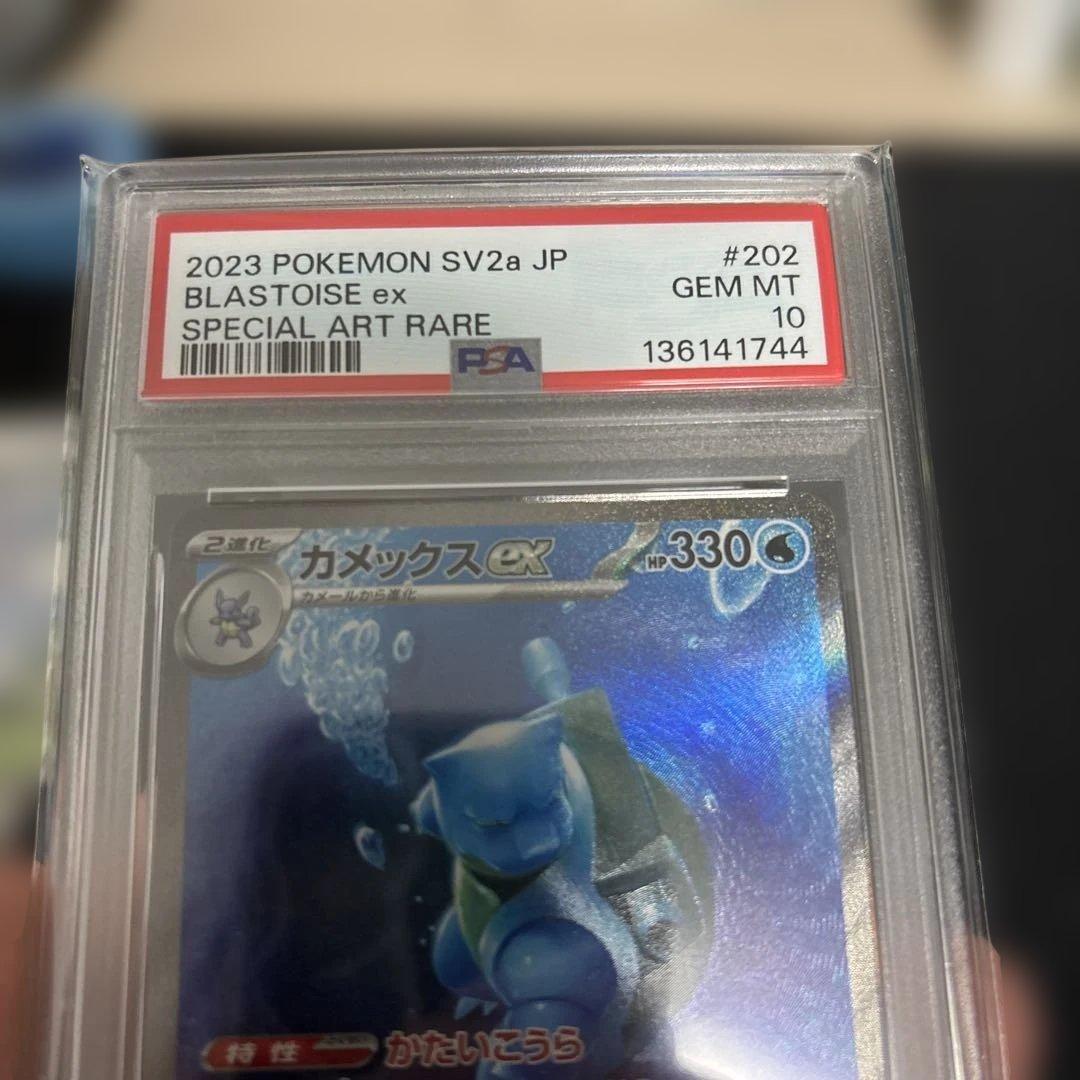 2023 POKEMON SV2a JP #202
BLASTOISE ex GEM MT
SPECIAL ART RARE 10
PSA 136141744
2進化 カメックスex HP 330
カメールから進化
特性 かたいこうら